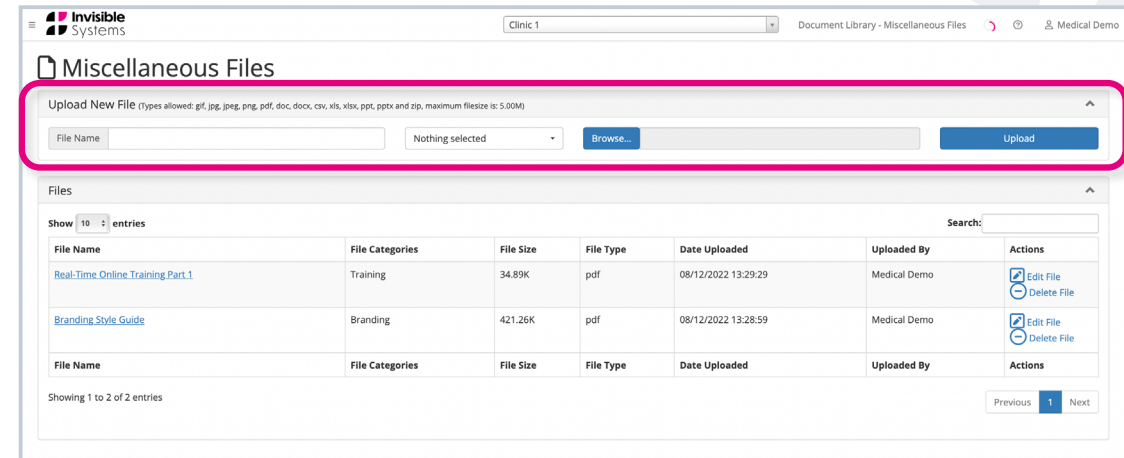 Invisible
Systems
Clinic 1
Document Library - Miscellaneous Files
Medical Demo
Miscellaneous Files
Upload New File (Types allowed: gif, jpg, jpeg, png, pdf, doc, docx, csv, xls, xlsx, ppt, pptx and zip, maximum filesize is: 5.00M)
File Name Nothing selected Browse... Upload
Files
Show 10 entries Search:
File Name File Categories File Size File Type Date Uploaded Uploaded By Actions
Real-Time Online Training Part 1 Training 34.89K pdf 08/12/2022 13:29:29 Medical Demo Edit File
Delete File
Branding Style Guide Branding 421.26K pdf 08/12/2022 13:28:59 Medical Demo Edit File
Delete File
File Name File Categories File Size File Type Date Uploaded Uploaded By Actions
Showing 1 to 2 of 2 entries
Previous 1 Next